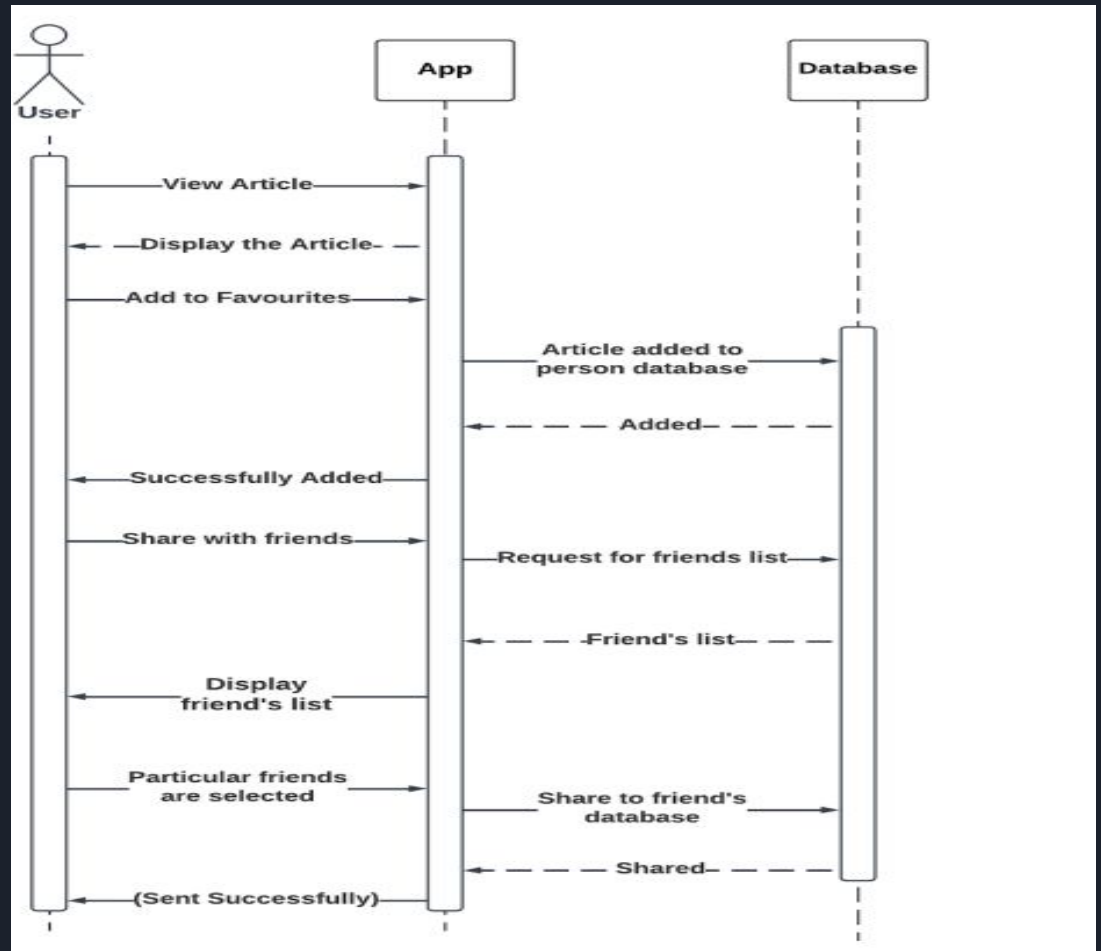 User
App
Database
View Article
Display the Article
Add to Favourites
Article added to
person database
Added
Successfully Added
Share with friends
Request for friends list
Friend's list
Display
friend's list
Particular friends
are selected
Share to friend's
database
Shared
(Sent Successfully)